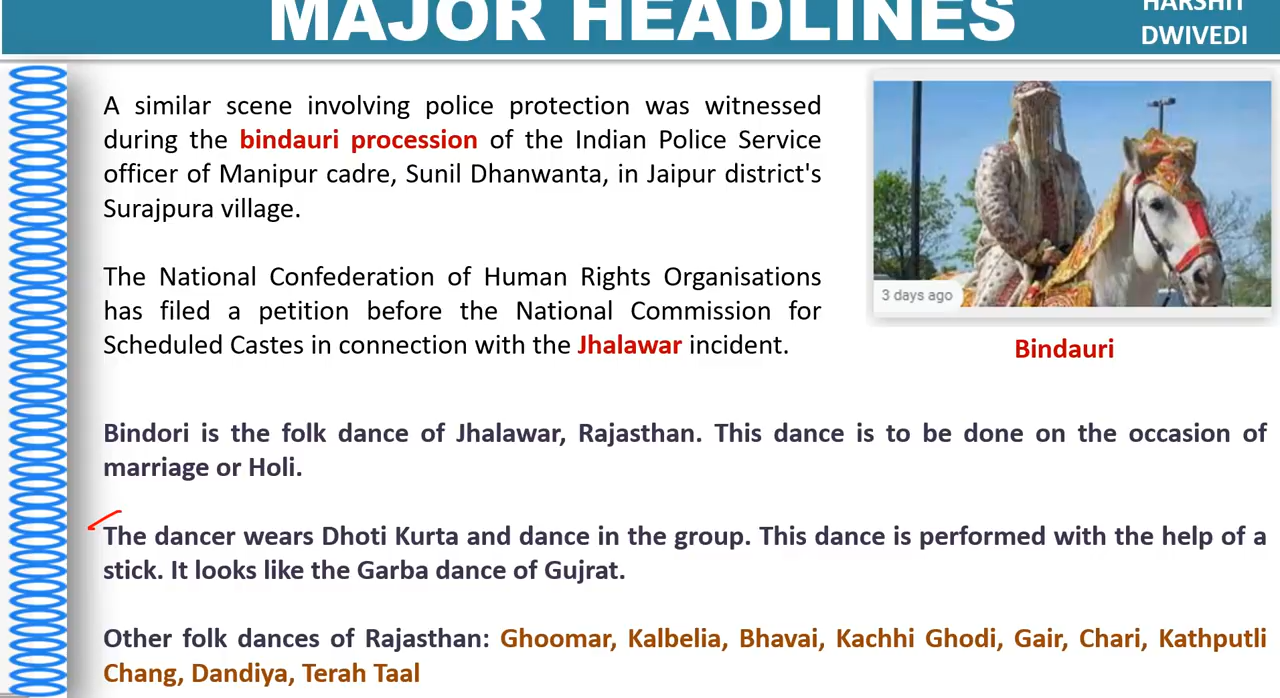 MAJOR HEADLINES
HARSHIT
DWIVEDI
A similar scene involving police protection was witnessed
during the bindauri procession of the Indian Police Service
officer of Manipur cadre, Sunil Dhanwanta, in Jaipur district's
Surajpura village.
The National Confederation of Human Rights Organisations
has filed a petition before the National Commission for
Scheduled Castes in connection with the Jhalawar incident.
3 days ago
Bindauri
Bindori is the folk dance of Jhalawar, Rajasthan. This dance is to be done on the occasion of
marriage or Holi.
The dancer wears Dhoti Kurta and dance in the group. This dance is performed with the help of a
stick. It looks like the Garba dance of Gujrat.
Other folk dances of Rajasthan: Ghoomar, Kalbelia, Bhavai, Kachhi Ghodi, Gair, Chari, Kathputli
Chang, Dandiya, Terah Taal